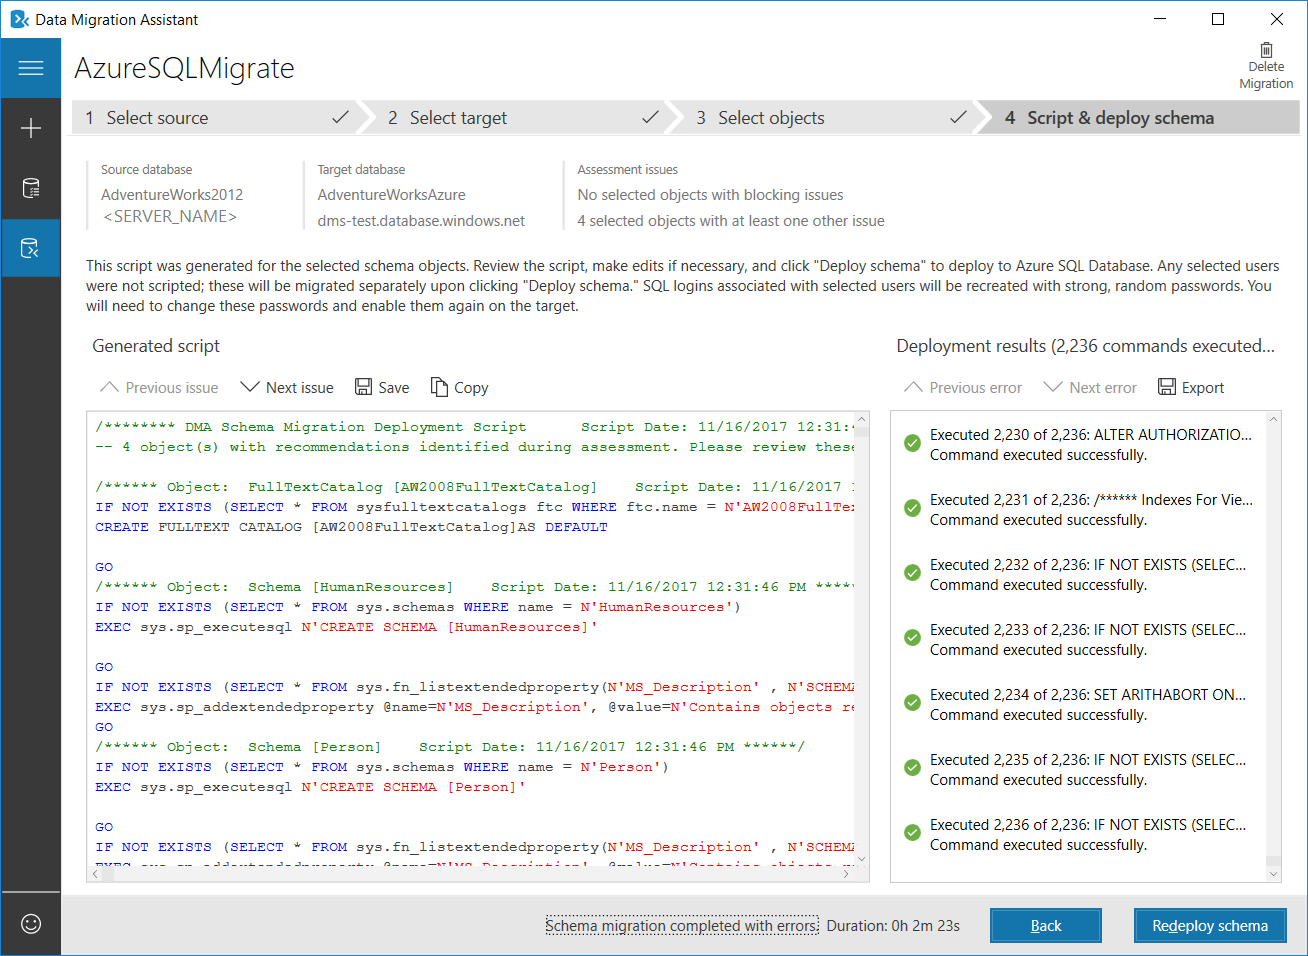 Data Migration Assistant
AzureSQLMigrate
Delete
Migration
1 Select source
2 Select target
3 Select objects
4 Script & deploy schema
Source database
AdventureWorks2012
<SERVER_NAME>
Target database
AdventureWorksAzure
dms-test.database.windows.net
Assessment issues
No selected objects with blocking issues
4 selected objects with at least one other issue
This script was generated for the selected schema objects. Review the script, make edits if necessary, and click "Deploy schema" to deploy to Azure SQL Database. Any selected users
were not scripted; these will be migrated separately upon clicking "Deploy schema." SQL logins associated with selected users will be recreated with strong, random passwords. You
will need to change these passwords and enable them again on the target.
Generated script
Previous issue
Next issue
Save
Copy
/******** DMA Schema Migration Deployment Script Script Date: 11/16/2017 12:31:4
-- 4 object(s) with recommendations identified during assessment. Please review these
/****** Object: FullTextCatalog [AW2008FullTextCatalog] Script Date: 11/16/2017 1
IF NOT EXISTS (SELECT * FROM sysfulltextcatalogs ftc WHERE ftc.name = N'AW2008FullTex
CREATE FULLTEXT CATALOG [AW2008FullTextCatalog]AS DEFAULT
GO
/****** Object: Schema [HumanResources] Script Date: 11/16/2017 12:31:46 PM *****
IF NOT EXISTS (SELECT * FROM sys.schemas WHERE name = N'HumanResources')
EXEC sys.sp_executesql N'CREATE SCHEMA [HumanResources]'
GO
IF NOT EXISTS (SELECT * FROM sys.fn_listextendedproperty(N'MS_Description' , N'SCHEMA
EXEC sys.sp_addextendedproperty @name=N'MS_Description', @value=N'Contains objects re
GO
/****** Object: Schema [Person] Script Date: 11/16/2017 12:31:46 PM ******/
IF NOT EXISTS (SELECT * FROM sys.schemas WHERE name = N'Person')
EXEC sys.sp_executesql N'CREATE SCHEMA [Person]'
GO
IF NOT EXISTS (SELECT * FROM sys.fn_listextendedproperty(N'MS_Description' , N'SCHEMA
EXEC sys.sp_addextendedproperty @name=N'MS_Description', @value=N'Contains objects
Deployment results (2,236 commands executed...
Previous error
Next error
Export
Executed 2,230 of 2,236: ALTER AUTHORIZATIO...
Command executed successfully.
Executed 2,231 of 2,236: /****** Indexes For Vie...
Command executed successfully.
Executed 2,232 of 2,236: IF NOT EXISTS (SELEC...
Command executed successfully.
Executed 2,233 of 2,236: IF NOT EXISTS (SELEC...
Command executed successfully.
Executed 2,234 of 2,236: SET ARITHABORT ON...
Command executed successfully.
Executed 2,235 of 2,236: IF NOT EXISTS (SELEC...
Command executed successfully.
Executed 2,236 of 2,236: IF NOT EXISTS (SELEC...
Command executed successfully.
Schema migration completed with errors. Duration: 0h 2m 23s
Back
Redeploy schema